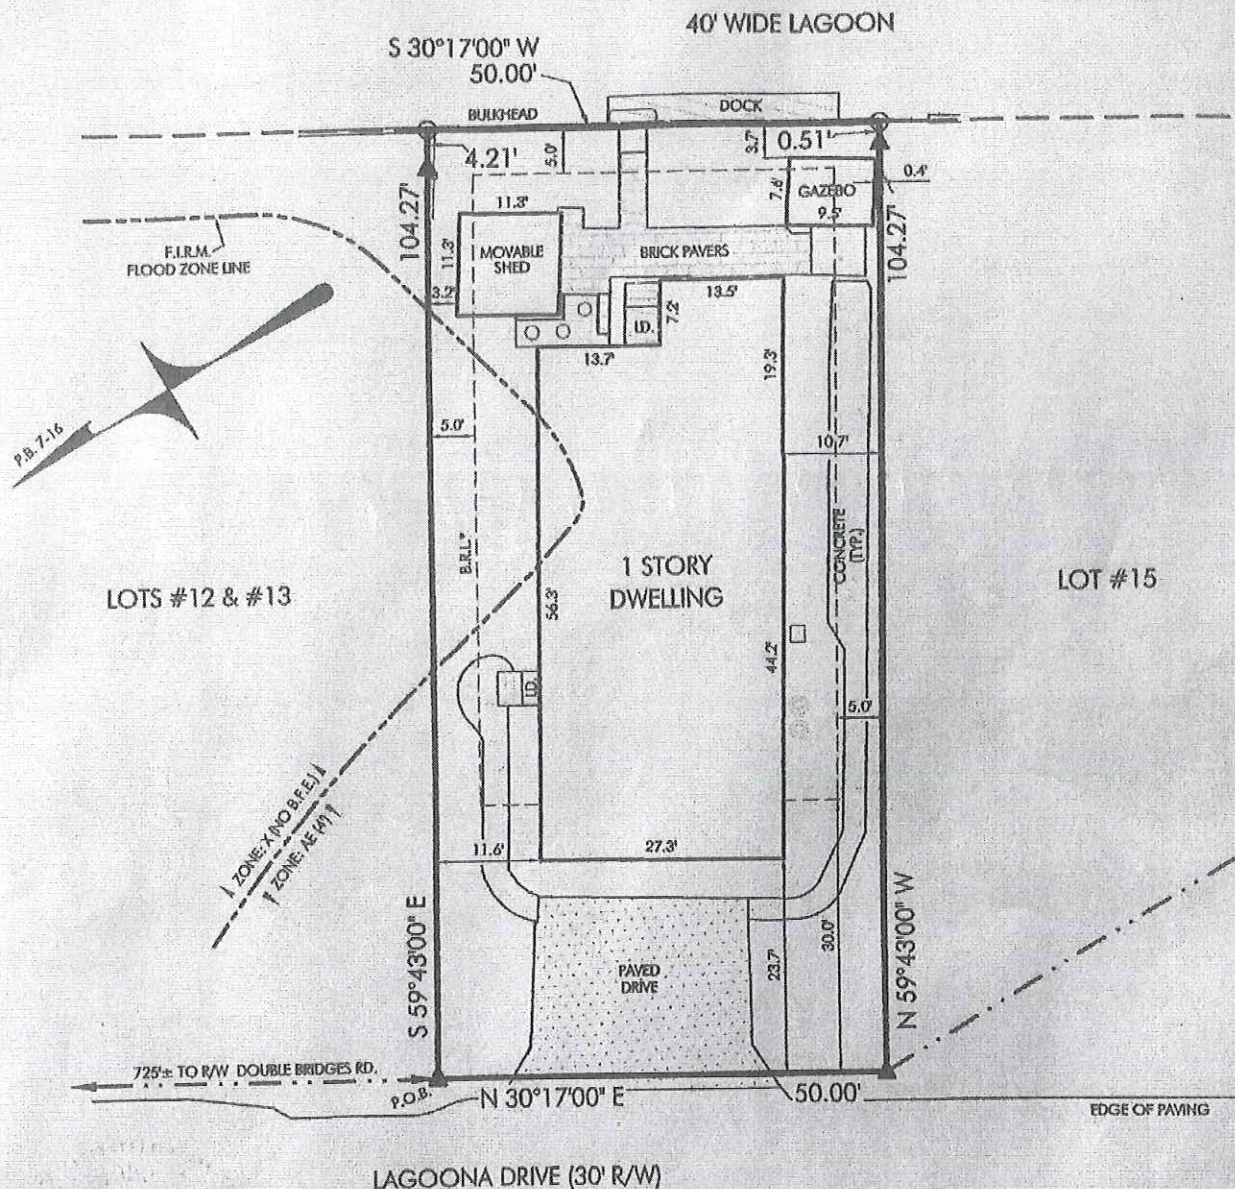 40' WIDE LAGOON
S 30°17'00" W
50.00'
BULKHEAD
DOCK
4.21'
5.0'
3.7'
0.51'
0.4'
GAZEBO
7.6'
9.5'
104.27'
104.27'
F.I.R.M.
FLOOD ZONE LINE
11.3'
11.3'
MOVABLE
SHED
BRICK PAVERS
3.2'
13.5'
7.2'
LD.
13.7'
19.3'
P.B. 7-16
5.0'
10.7'
B.R.L.*
CONCRETE
(TYP.)
1 STORY
DWELLING
LOTS #12 & #13
LOT #15
56.3'
44.2'
LD.
5.0'
ZONE: X (NO B.F.E.)
ZONE: AE (4')
11.6'
27.3'
S 59°43'00" E
N 59°43'00" W
PAVED
DRIVE
23.7'
30.0'
725'± TO R/W DOUBLE BRIDGES RD.
P.O.B.
N 30°17'00" E
50.00'
EDGE OF PAVING
LAGOONA DRIVE (30' R/W)